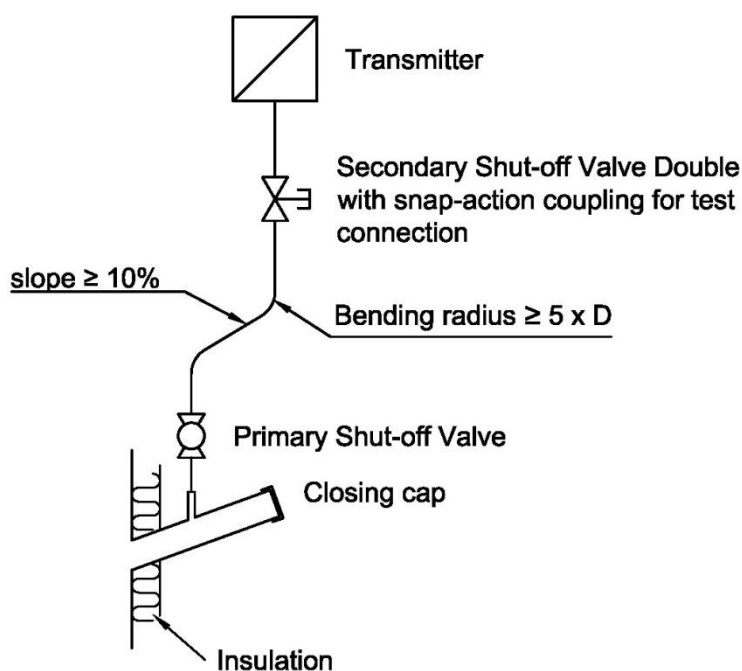 Transmitter
Secondary Shut-off Valve Double
with snap-action coupling for test
connection
slope ≥ 10%
Bending radius ≥ 5 x D
Primary Shut-off Valve
Closing cap
Insulation